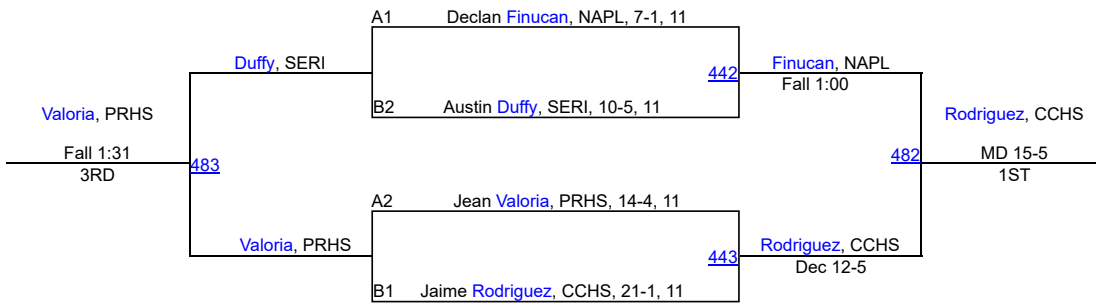 A1 Declan Finucan, NAPL, 7-1, 11
Duffy, SERI
442
Finucan, NAPL
Fall 1:00
B2 Austin Duffy, SERI, 10-5, 11
Valoria, PRHS
Rodriguez, CCHS
Fall 1:31
3RD
483
482
MD 15-5
1ST
A2 Jean Valoria, PRHS, 14-4, 11
Valoria, PRHS
443
Rodriguez, CCHS
Dec 12-5
B1 Jaime Rodriguez, CCHS, 21-1, 11